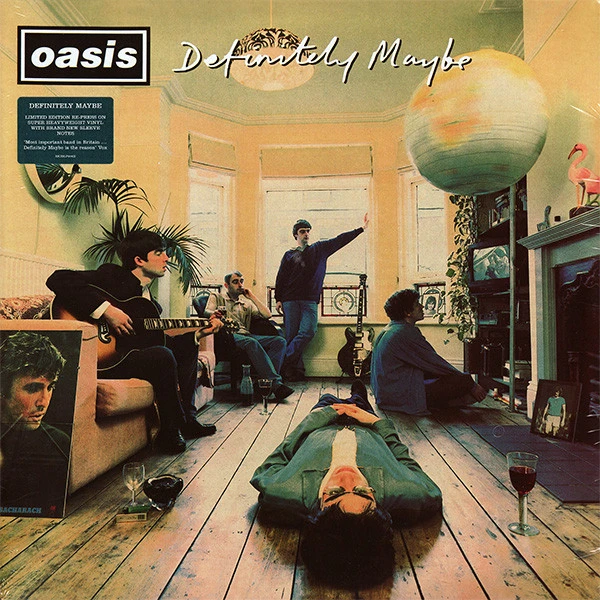 oasis
Definitely Maybe
DEFINITELY MAYBE
LIMITED EDITION RE-PRESS ON
SUPER HEAVYWEIGHT VINYL
WITH BRAND NEW SLEEVE
NOTES
"Most important band in Britain ....
Definitely Maybe is the reason" Vox
BACHARACH